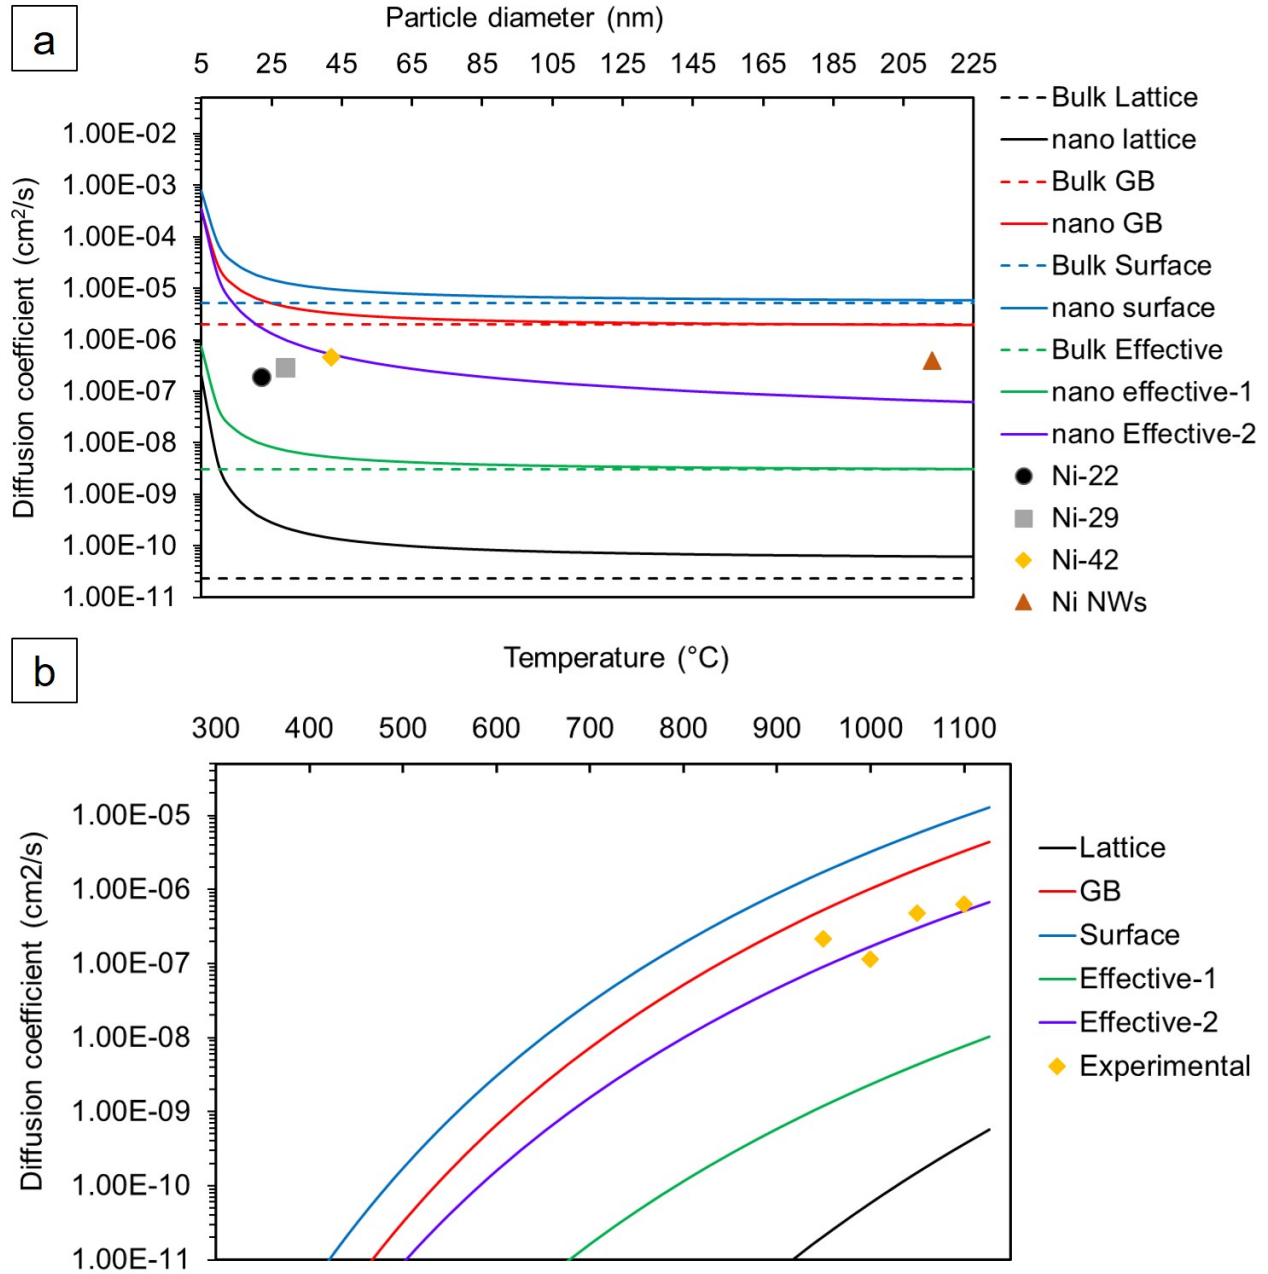 a
Particle diameter (nm)
5 25 45 65 85 105 125 145 165 185 205 225
Diffusion coefficient (cm²/s)
1.00E-02
1.00E-03
1.00E-04
1.00E-05
1.00E-06
1.00E-07
1.00E-08
1.00E-09
1.00E-10
1.00E-11
Bulk Lattice
nano lattice
Bulk GB
nano GB
Bulk Surface
nano surface
Bulk Effective
nano effective-1
nano Effective-2
Ni-22
Ni-29
Ni-42
Ni NWs
b
Temperature (°C)
300 400 500 600 700 800 900 1000 1100
Diffusion coefficient (cm2/s)
1.00E-05
1.00E-06
1.00E-07
1.00E-08
1.00E-09
1.00E-10
1.00E-11
Lattice
GB
Surface
Effective-1
Effective-2
Experimental